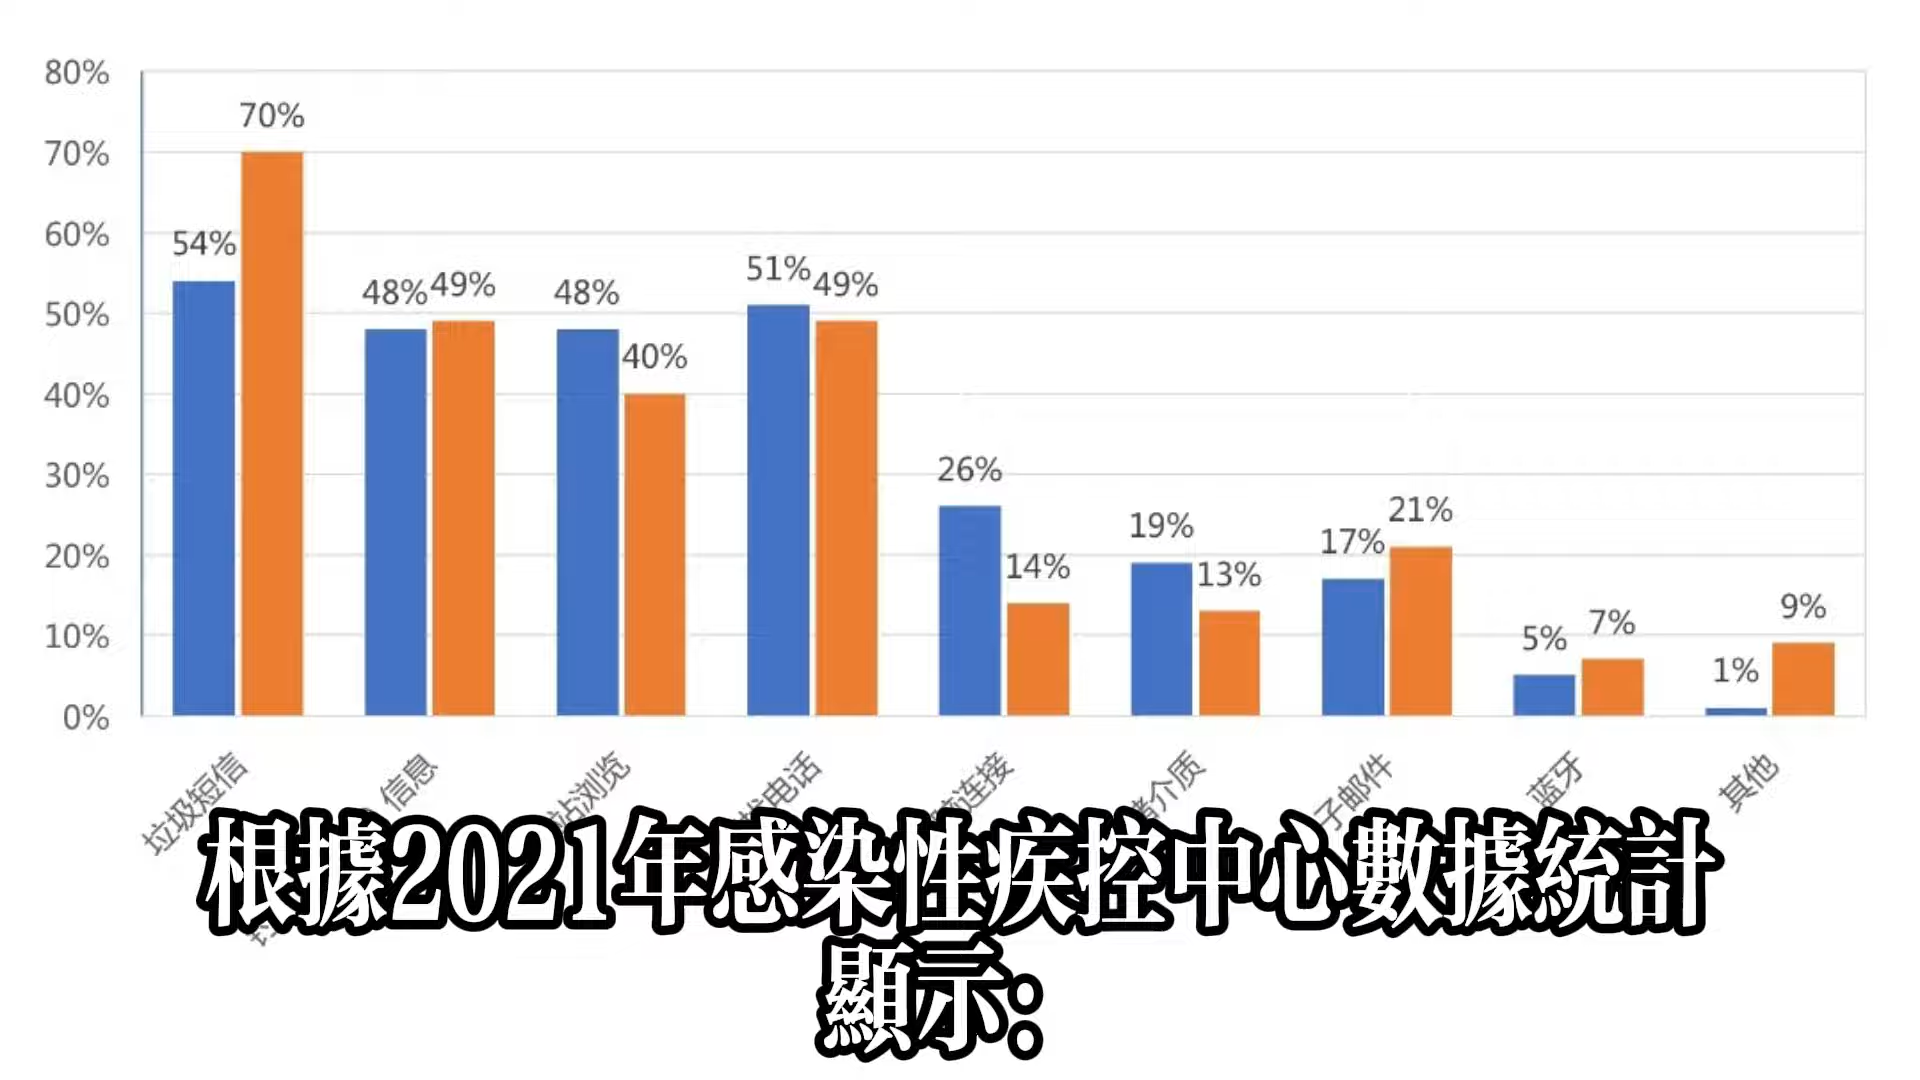 80%
70%
60%
50%
40%
30%
20%
10%
0%
54%
70%
48%
49%
48%
40%
51%
49%
26%
14%
19%
13%
17%
21%
5%
7%
1%
9%
垃圾短信
信息
站浏览
电话
连接
介质
子邮件
蓝牙
其他
根據2021年感染性疾控中心數據統計
顯示: